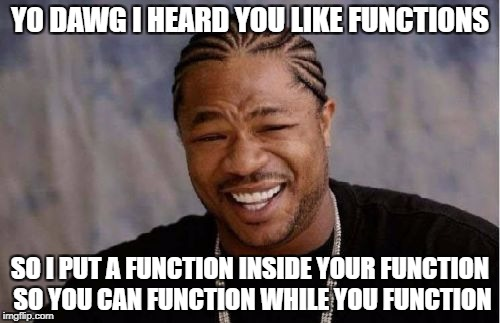 YO DAWG I HEARD YOU LIKE FUNCTIONS
SO I PUT A FUNCTION INSIDE YOUR FUNCTION
SO YOU CAN FUNCTION WHILE YOU FUNCTION
imgflip.com